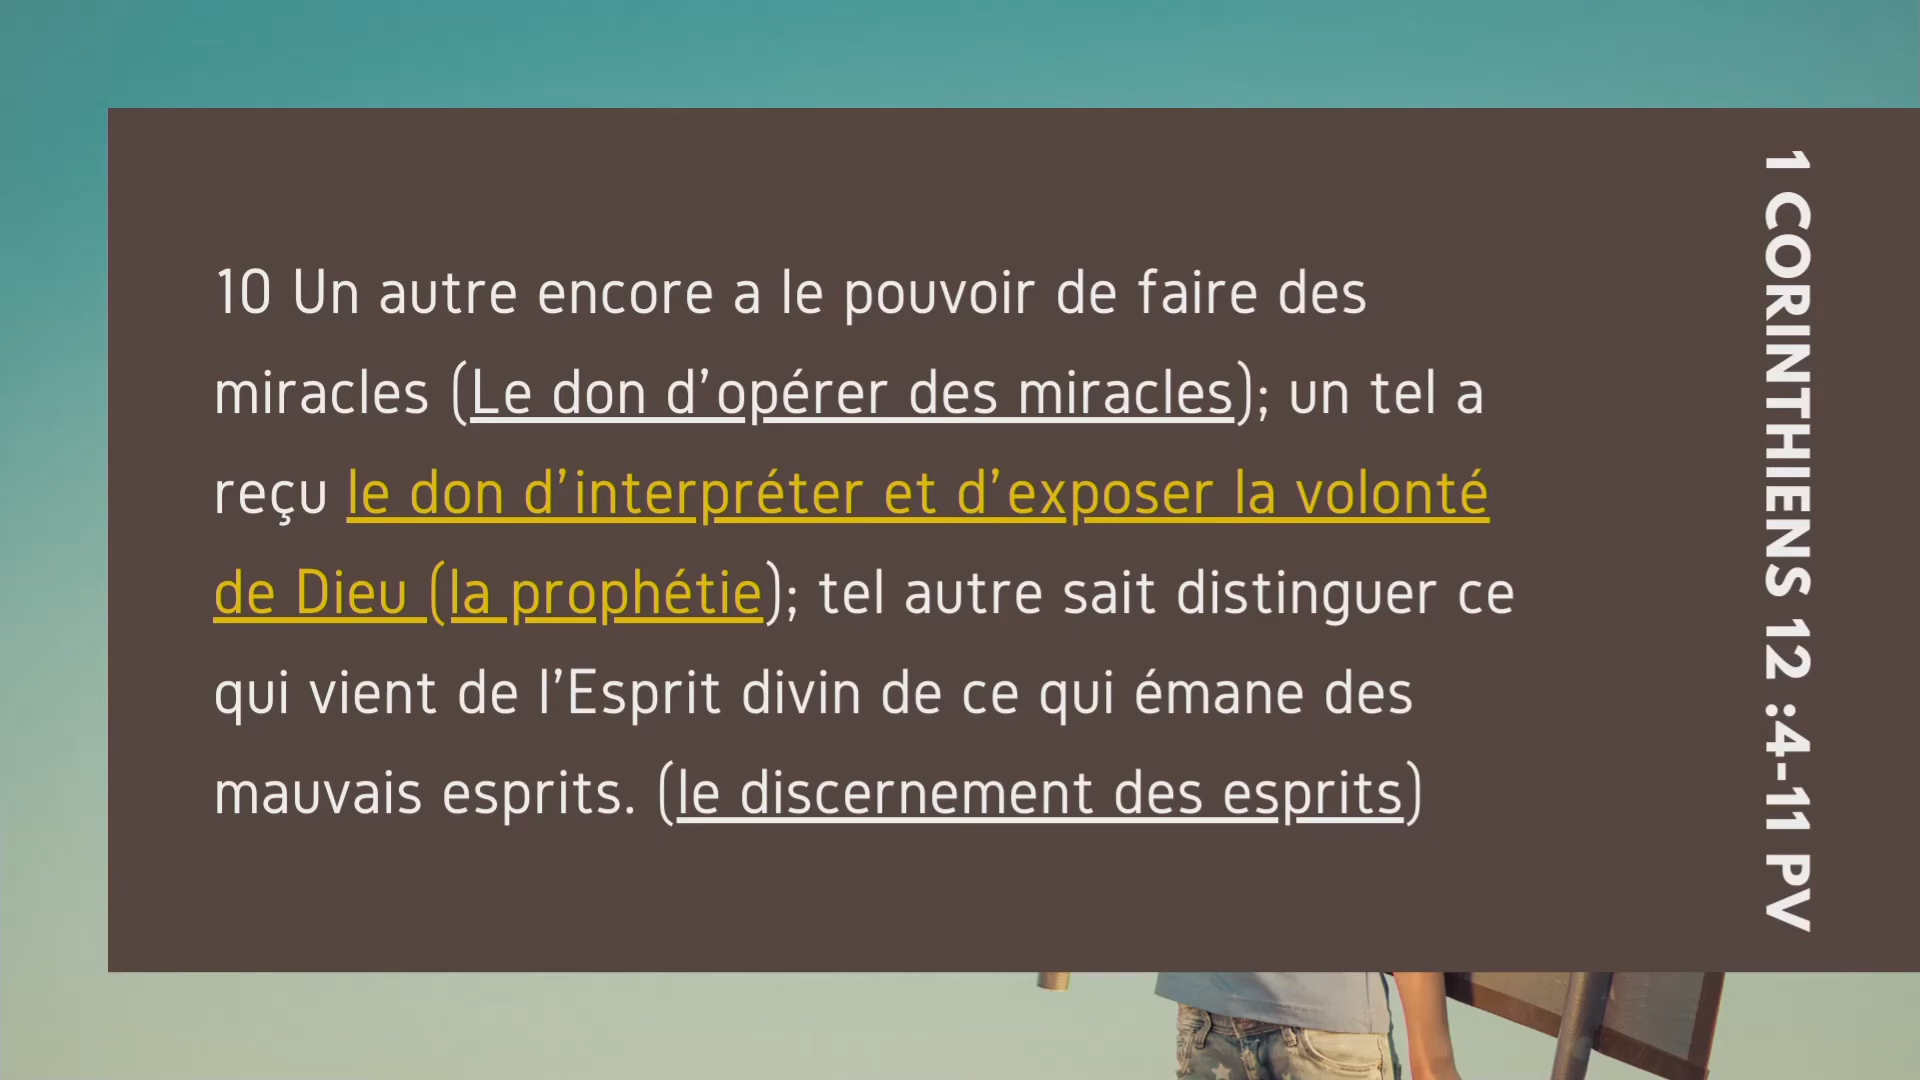 10 Un autre encore a le pouvoir de faire des
miracles (Le don d’opérer des miracles); un tel a
reçu le don d’interpréter et d’exposer la volonté
de Dieu (la prophétie); tel autre sait distinguer ce
qui vient de l’Esprit divin de ce qui émane des
mauvais esprits. (le discernement des esprits)
1 CORINTHIENS 12 :4-11 PV